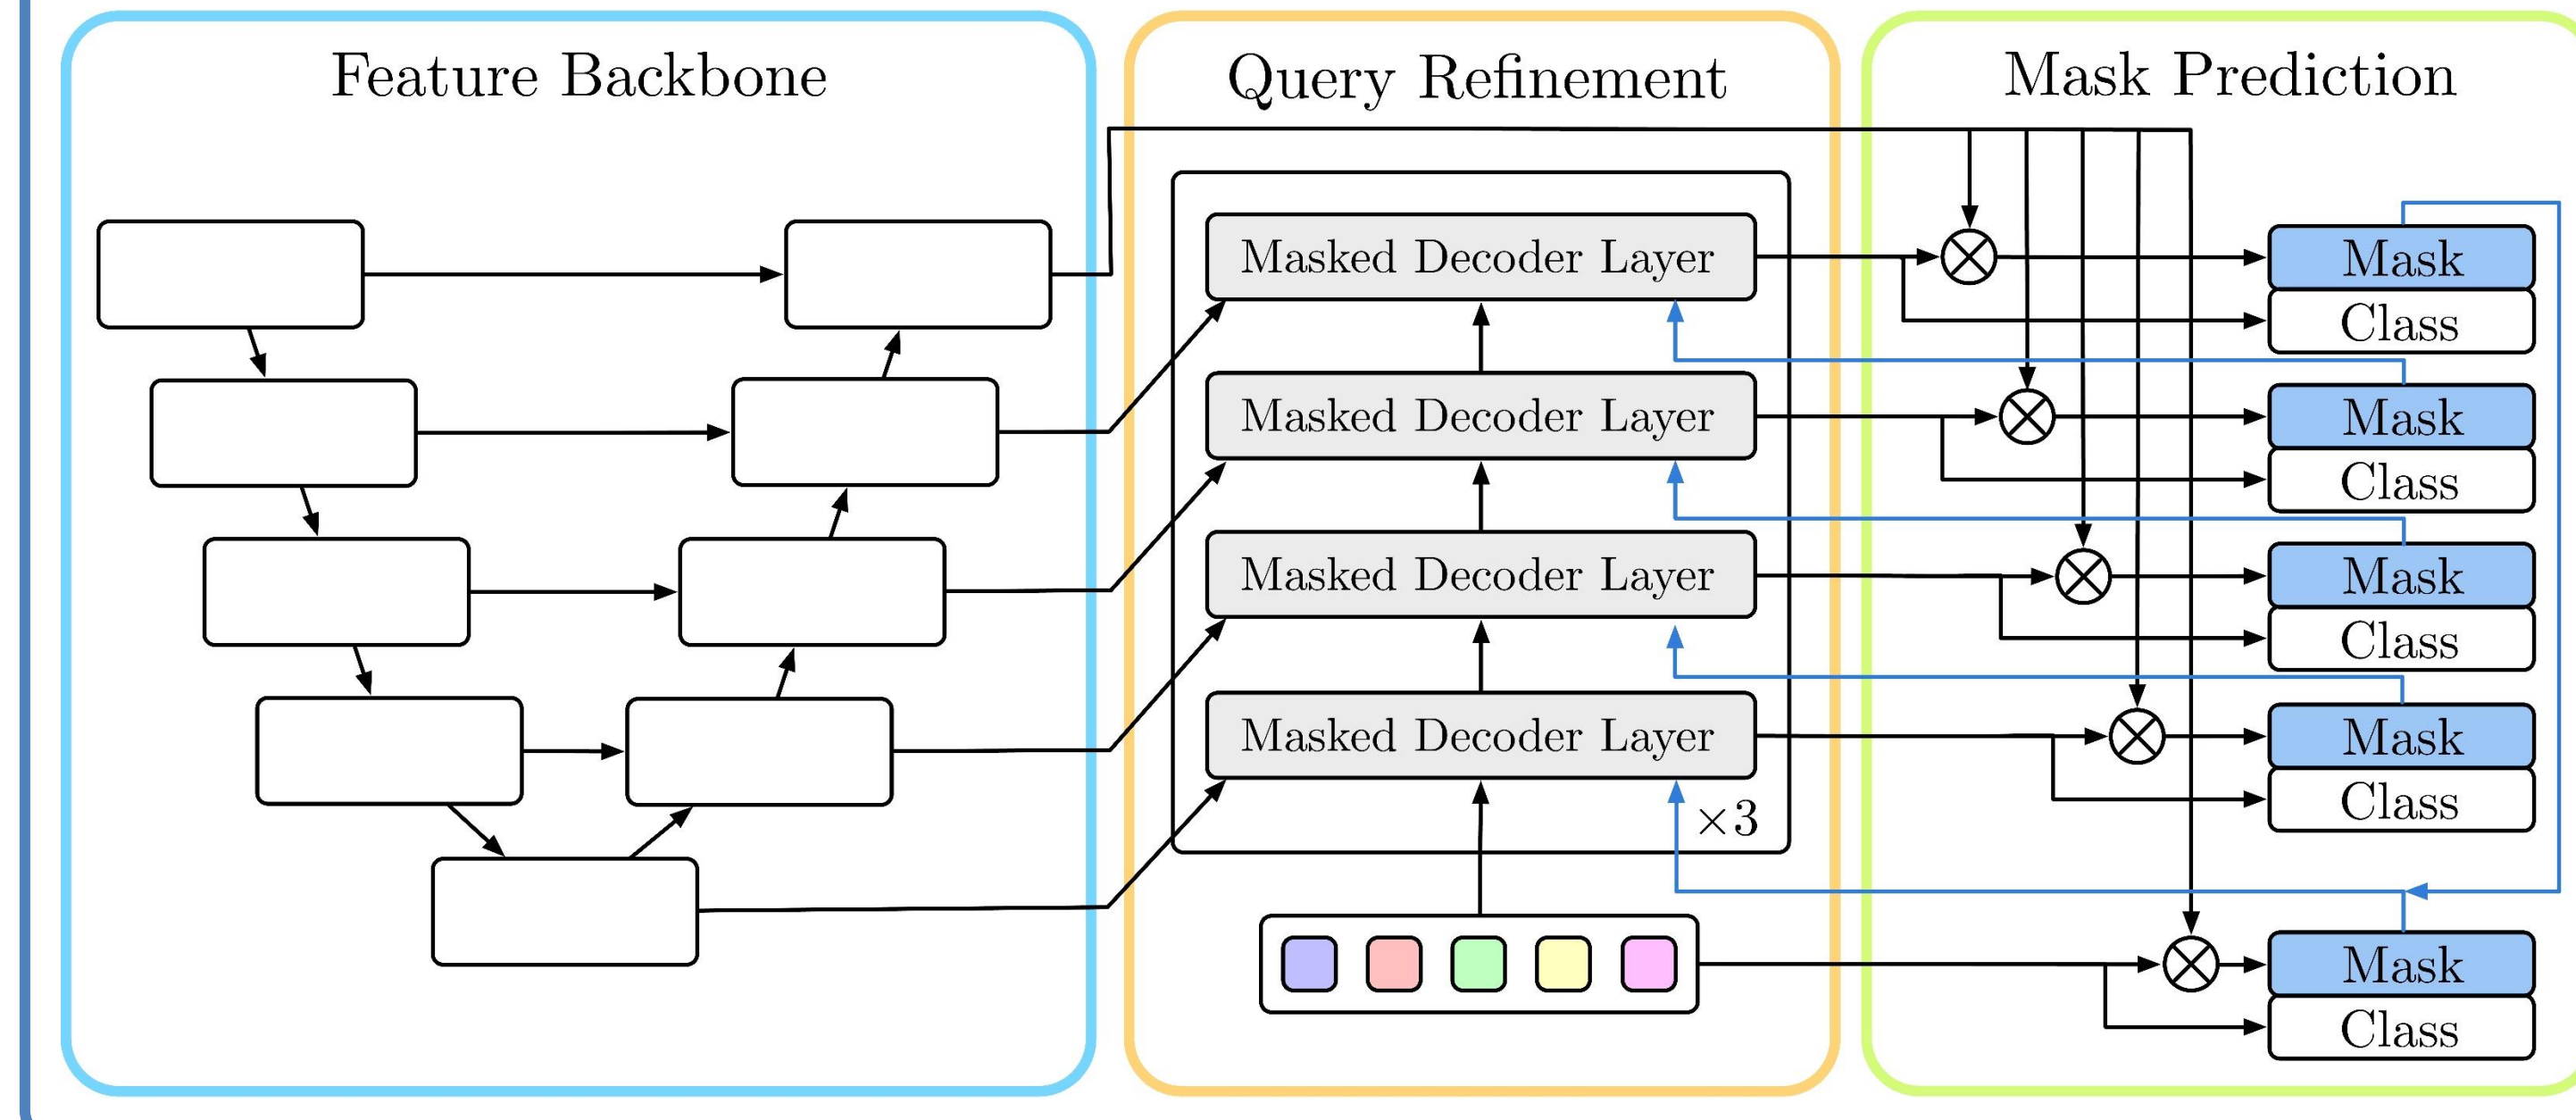 Feature Backbone
Query Refinement
Mask Prediction
Masked Decoder Layer
Mask
Class
Masked Decoder Layer
Mask
Class
Masked Decoder Layer
Mask
Class
Masked Decoder Layer
Mask
Class
×3
Mask
Class